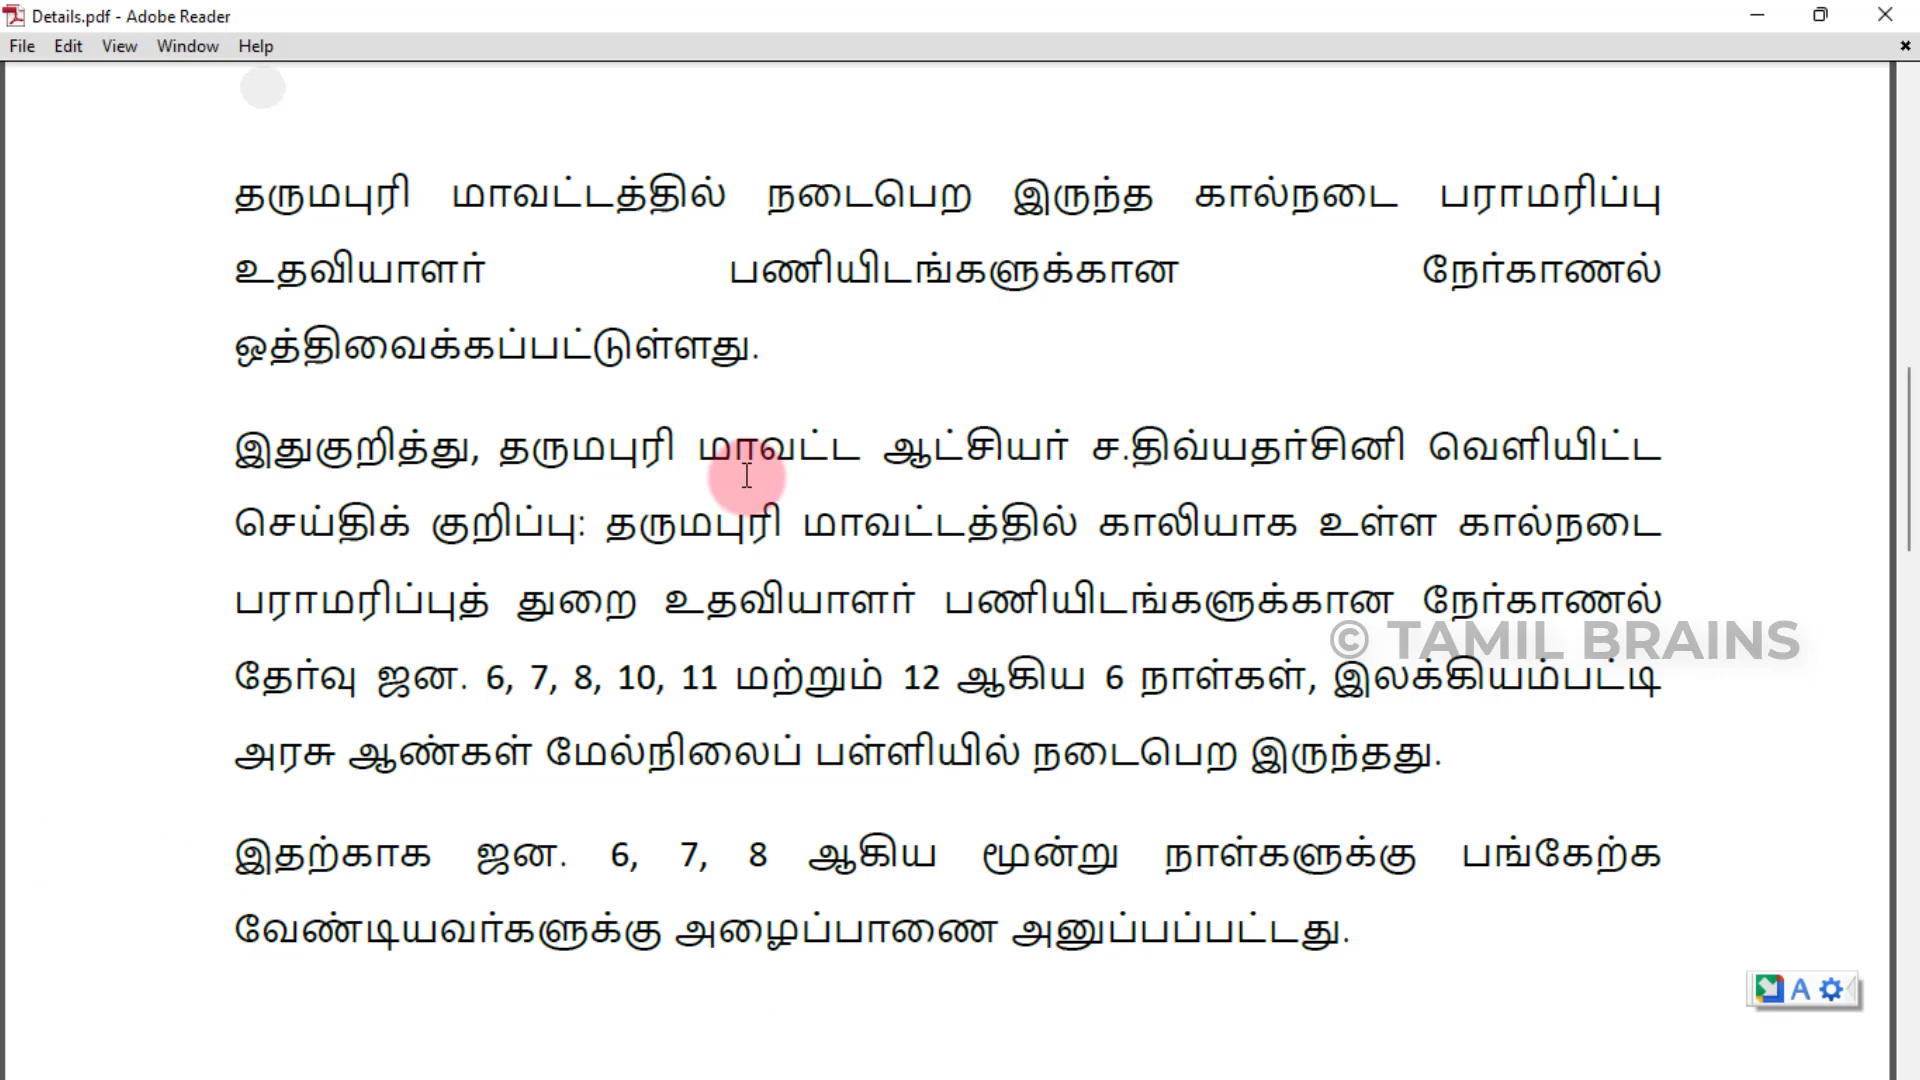 Details.pdf - Adobe Reader
File Edit View Window Help
தருமபுரி மாவட்டத்தில் நடைபெற இருந்த கால்நடை பராமரிப்பு
உதவியாளர் பணியிடங்களுக்கான நேர்காணல்
ஒத்திவைக்கப்பட்டுள்ளது.
இதுகுறித்து, தருமபுரி மாவட்ட ஆட்சியர் ச.திவ்யதர்சினி வெளியிட்ட
செய்திக் குறிப்பு: தருமபுரி மாவட்டத்தில் காலியாக உள்ள கால்நடை
பராமரிப்புத் துறை உதவியாளர் பணியிடங்களுக்கான நேர்காணல்
© TAMIL BRAINS
தேர்வு ஜன. 6, 7, 8, 10, 11 மற்றும் 12 ஆகிய 6 நாள்கள், இலக்கியம்பட்டி
அரசு ஆண்கள் மேல்நிலைப் பள்ளியில் நடைபெற இருந்தது.
இதற்காக ஜன. 6, 7, 8 ஆகிய மூன்று நாள்களுக்கு பங்கேற்க
வேண்டியவர்களுக்கு அழைப்பாணை அனுப்பப்பட்டது.
A